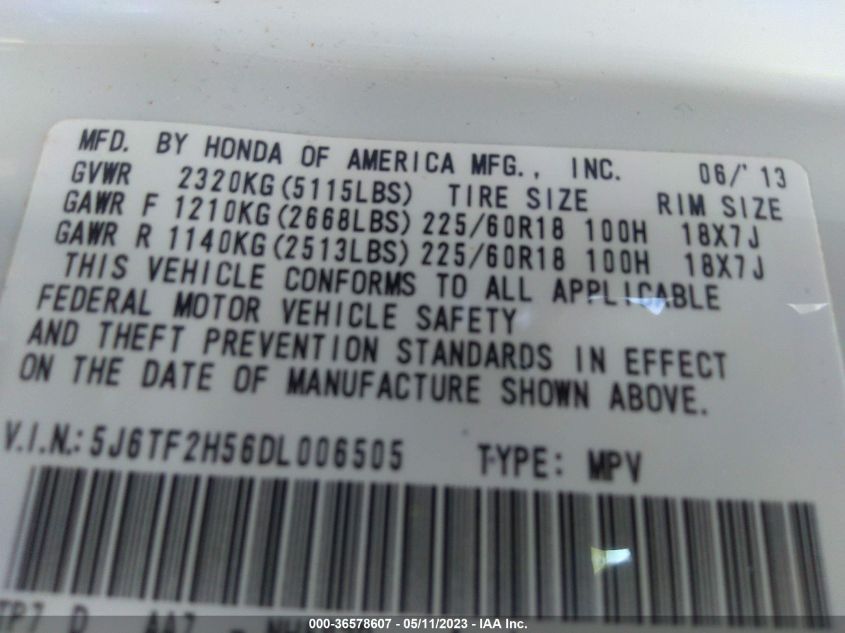 MFD. BY HONDA OF AMERICA MFG., INC. 06/'13
GVWR 2320KG(5115LBS) TIRE SIZE RIM SIZE
GAWR F 1210KG(2668LBS) 225/60R18 100H 18X7J
GAWR R 1140KG(2513LBS) 225/60R18 100H 18X7J
THIS VEHICLE CONFORMS TO ALL APPLICABLE
FEDERAL MOTOR VEHICLE SAFETY
AND THEFT PREVENTION STANDARDS IN EFFECT
ON THE DATE OF MANUFACTURE SHOWN ABOVE.
V.I.N.: 5J6TF2H56DL006505 TYPE: MPV
000-36578607 - 05/11/2023 - IAA Inc.